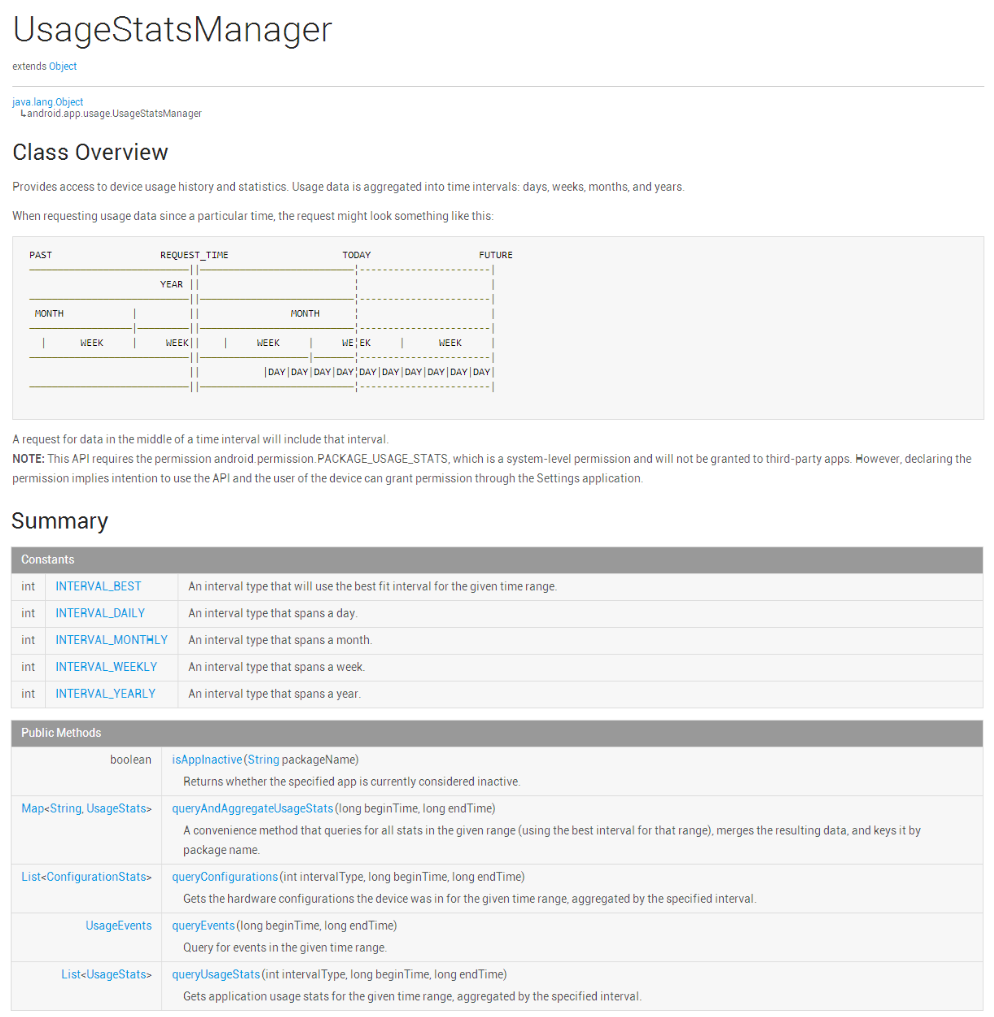 UsageStatsManager
extends Object
java.lang.Object
↳android.app.usage.UsageStatsManager
Class Overview
Provides access to device usage history and statistics. Usage data is aggregated into time intervals: days, weeks, months, and years.
When requesting usage data since a particular time, the request might look something like this:
PAST REQUEST_TIME TODAY FUTURE
————————————————————————————||———————————————————————————¦-----------------------|
YEAR || ¦ |
————————————————————————————||———————————————————————————¦-----------------------|
MONTH | || MONTH ¦ |
——————————————————|—————————||———————————————————————————¦-----------------------|
| WEEK | WEEK|| | WEEK | WE¦EK | WEEK |
————————————————————————————||———————————————————|———————¦-----------------------|
|| |DAY|DAY|DAY|DAY¦DAY|DAY|DAY|DAY|DAY|DAY|
————————————————————————————||———————————————————————————¦-----------------------|
A request for data in the middle of a time interval will include that interval.
NOTE: This API requires the permission android.permission.PACKAGE_USAGE_STATS, which is a system-level permission and will not be granted to third-party apps. However, declaring the
permission implies intention to use the API and the user of the device can grant permission through the Settings application.
Summary
Constants
int INTERVAL_BEST An interval type that will use the best fit interval for the given time range.
int INTERVAL_DAILY An interval type that spans a day.
int INTERVAL_MONTHLY An interval type that spans a month.
int INTERVAL_WEEKLY An interval type that spans a week.
int INTERVAL_YEARLY An interval type that spans a year.
Public Methods
boolean isAppInactive(String packageName)
Returns whether the specified app is currently considered inactive.
Map<String, UsageStats> queryAndAggregateUsageStats(long beginTime, long endTime)
A convenience method that queries for all stats in the given range (using the best interval for that range), merges the resulting data, and keys it by
package name.
List<ConfigurationStats> queryConfigurations(int intervalType, long beginTime, long endTime)
Gets the hardware configurations the device was in for the given time range, aggregated by the specified interval.
UsageEvents queryEvents(long beginTime, long endTime)
Query for events in the given time range.
List<UsageStats> queryUsageStats(int intervalType, long beginTime, long endTime)
Gets application usage stats for the given time range, aggregated by the specified interval.